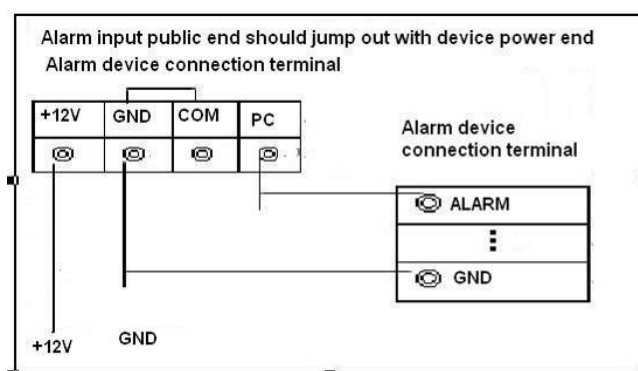 Alarm input public end should jump out with device power end
Alarm device connection terminal
+12V GND COM PC
Alarm device
connection terminal
ALARM
GND
+12V GND